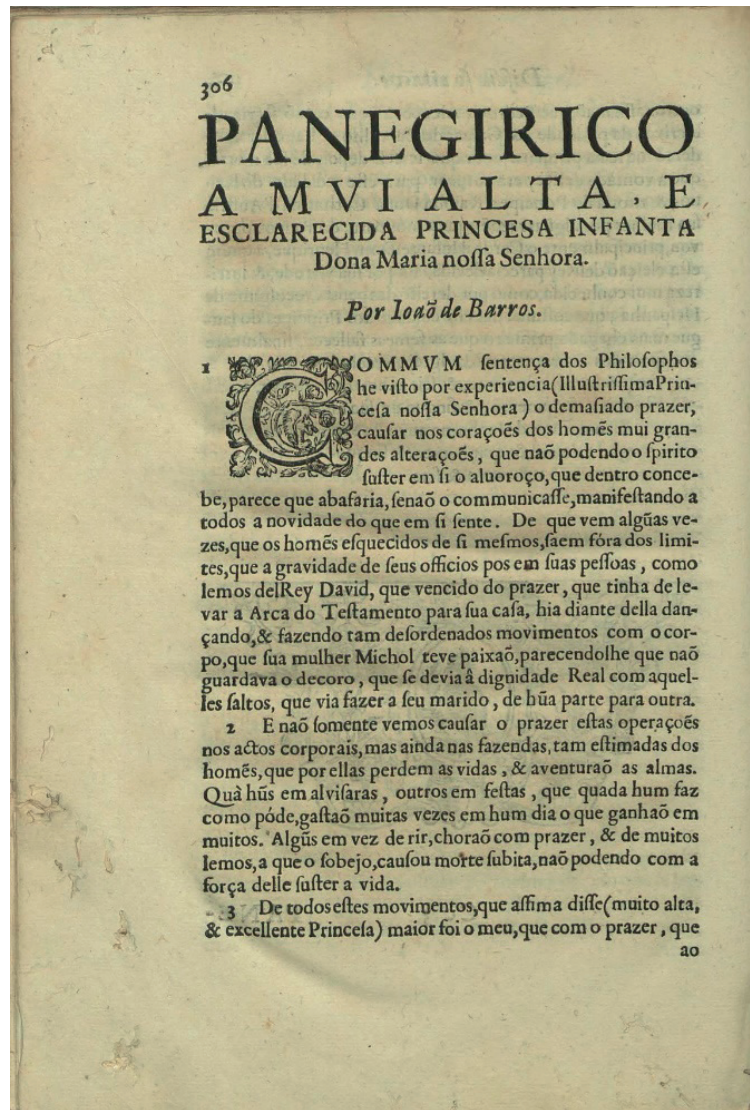 306
PANEGIRICO
A MVI ALTA, E
ESCLARECIDA PRINCESA INFANTA
Dona Maria noſſa Senhora.
Por Ioaõ de Barros.
1 COMMVM ſentença dos Philoſophos
he viſto por experiencia (Illuſtriſſima Prin-
ceſa noſſa Senhora) o demaſiado prazer,
cauſar nos coraçoẽs dos homẽs mui gran-
des alteraçoẽs, que naõ podendo o ſpirito
ſuſter em ſi o aluoroço, que dentro conce-
be, parece que abafaria, ſenaõ o communicaſſe, manifeſtando a
todos a novidade do que em ſi ſente. De que vem algũas ve-
zes, que os homẽs eſquecidos de ſi meſmos, ſaem fóra dos limi-
tes, que a gravidade de ſeus officios pos em ſuas peſſoas, como
lemos delRey David, que vencido do prazer, que tinha de le-
var a Arca do Teſtamento para ſua caſa, hia diante della dan-
çando, & fazendo tam deſordenados movimentos com o cor-
po, que ſua mulher Michol teve paixaõ, parecendolhe que naõ
guardava o decoro, que ſe devia â dignidade Real com aquel-
les ſaltos, que via fazer a ſeu marido, de hũa parte para outra.
2 E naõ ſomente vemos cauſar o prazer eſtas operaçoẽs
nos actos corporais, mas ainda nas fazendas, tam eſtimadas dos
homẽs, que por ellas perdem as vidas, & aventuraõ as almas.
Quâ hũs em alviſaras, outros em feſtas, que quada hum faz
como póde, gaſtaõ muitas vezes em hum dia o que ganhaõ em
muitos. Algũs em vez de rir, choraõ com prazer, & de muitos
lemos, a que o ſobejo, cauſou morte ſubita, naõ podendo com a
força delle ſuſter a vida.
3 De todos eſtes movimentos, que aſſima diſſe (muito alta,
& excellente Princeſa) maior foi o meu, que com o prazer, que
ao